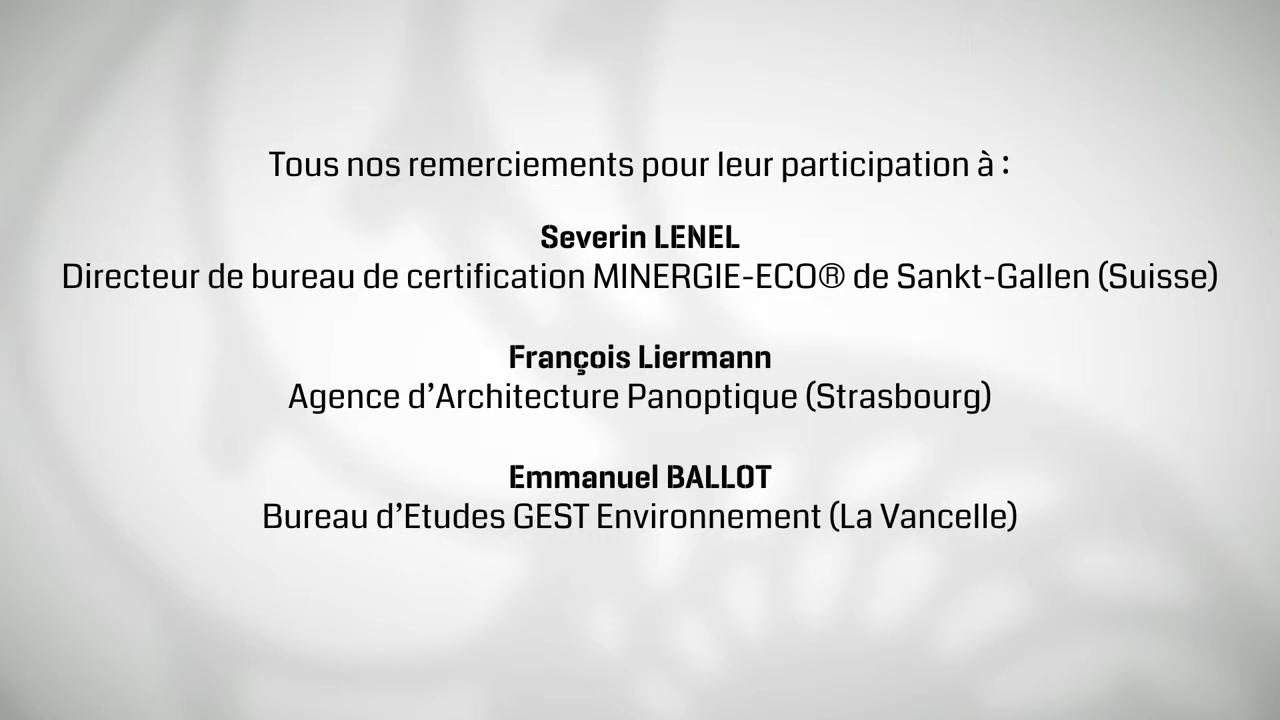 Tous nos remerciements pour leur participation à :
Severin LENEL
Directeur de bureau de certification MINERGIE-ECO® de Sankt-Gallen (Suisse)
François Liermann
Agence d’Architecture Panoptique (Strasbourg)
Emmanuel BALLOT
Bureau d’Etudes GEST Environnement (La Vancelle)